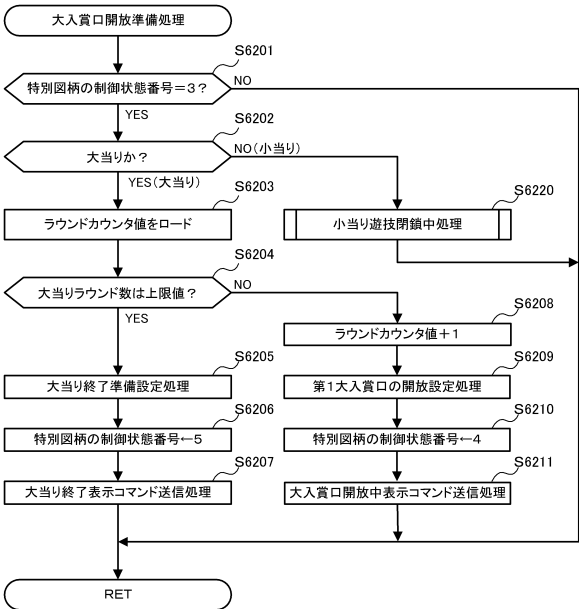 大入賞口開放準備処理
S6201
特別図柄の制御状態番号＝3？
NO
YES
S6202
大当りか？
NO(小当り)
YES(大当り)
S6203
ラウンドカウンタ値をロード
S6220
小当り遊技閉鎖中処理
S6204
大当りラウンド数は上限値？
NO
YES
S6208
ラウンドカウンタ値＋1
S6205
大当り終了準備設定処理
S6209
第1大入賞口の開放設定処理
S6206
特別図柄の制御状態番号←5
S6210
特別図柄の制御状態番号←4
S6207
大当り終了表示コマンド送信処理
S6211
大入賞口開放中表示コマンド送信処理
RET